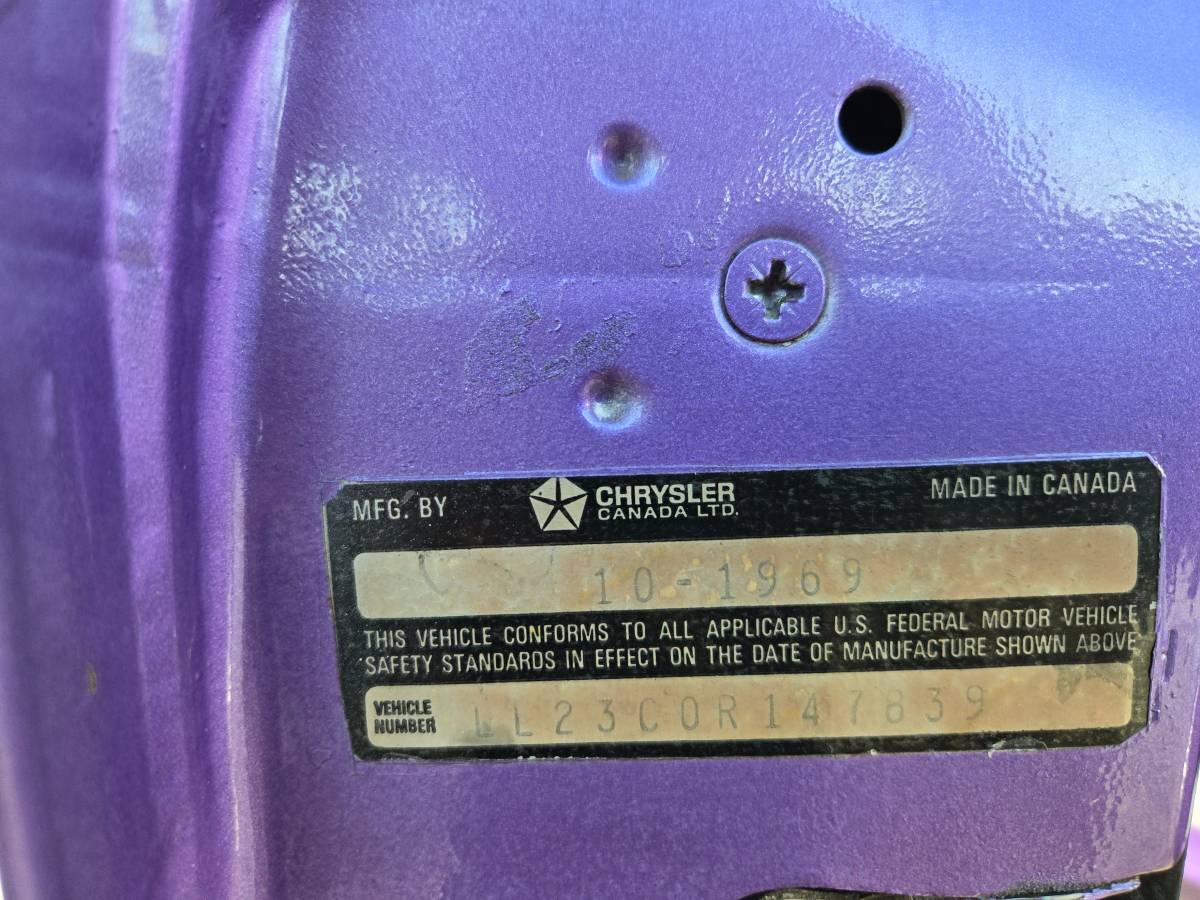 MFG. BY CHRYSLER MADE IN CANADA
CANADA LTD.
10-1969
THIS VEHICLE CONFORMS TO ALL APPLICABLE U.S. FEDERAL MOTOR VEHICLE
SAFETY STANDARDS IN EFFECT ON THE DATE OF MANUFACTURE SHOWN ABOVE
VEHICLE
NUMBER LL23C0R147839